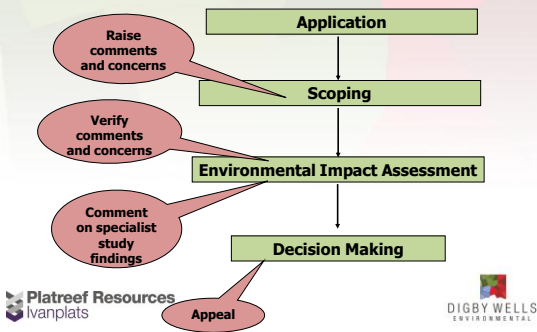 Application
Raise
comments
and concerns
Scoping
Verify
comments
and concerns
Environmental Impact Assessment
Comment
on specialist
study
findings
Decision Making
Appeal
Platreef Resources
Ivanplats
DIGBY WELLS
ENVIRONMENTAL